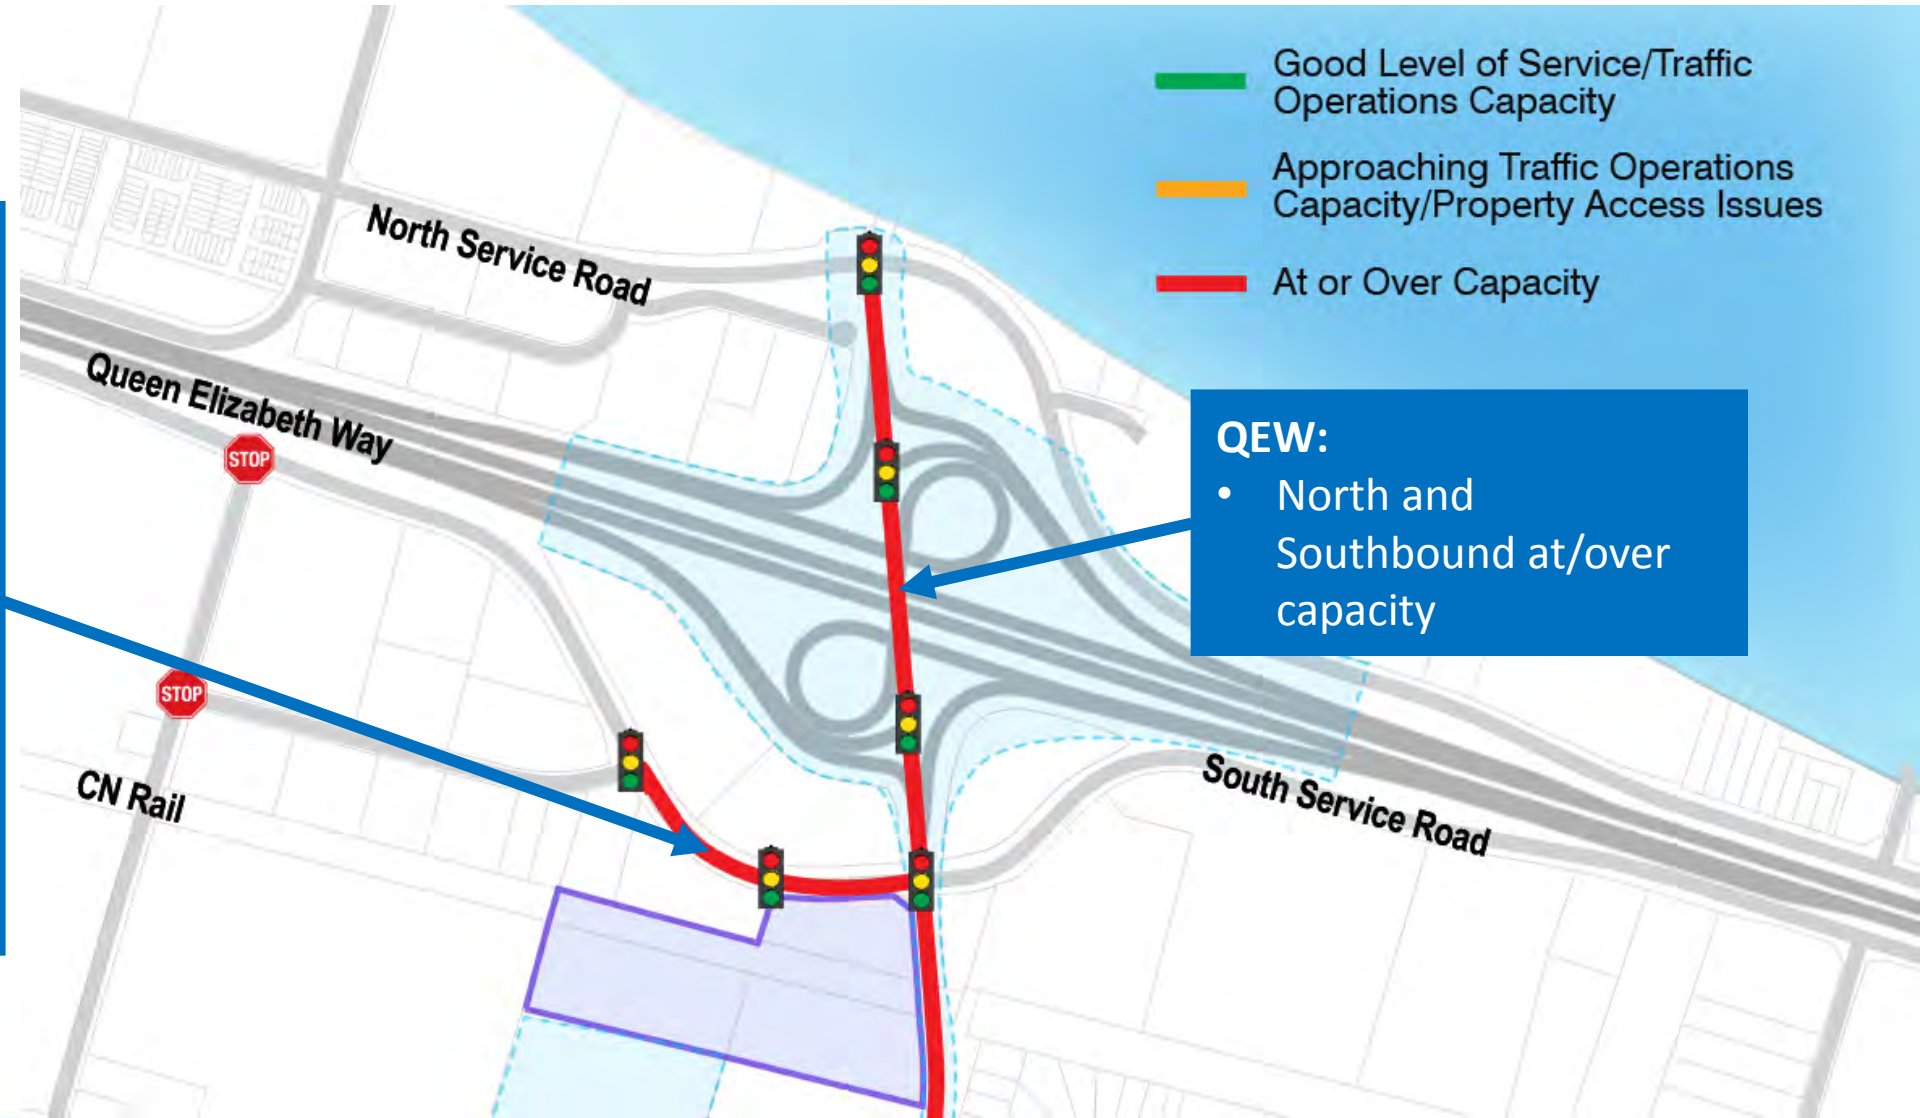 Good Level of Service/Traffic
Operations Capacity
Approaching Traffic Operations
Capacity/Property Access Issues
At or Over Capacity
North Service Road
Queen Elizabeth Way
STOP
QEW:
• North and
Southbound at/over
capacity
STOP
CN Rail
South Service Road